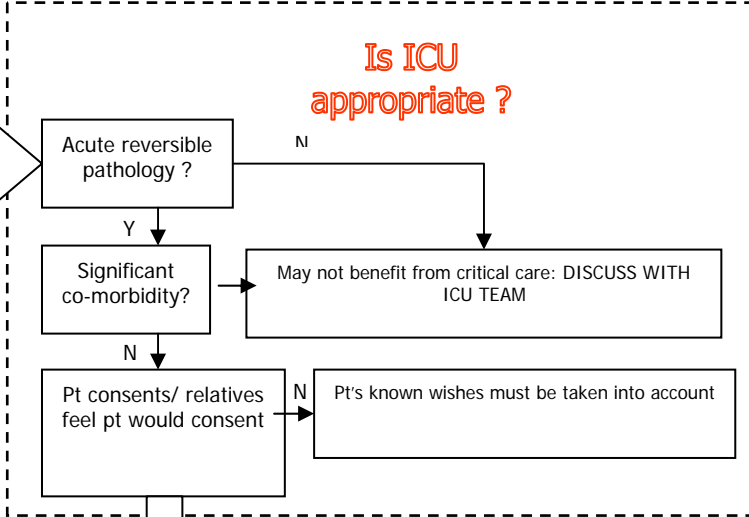 Is ICU
appropriate ?
Acute reversible
pathology ?
N
Y
Significant
co-morbidity?
May not benefit from critical care: DISCUSS WITH
ICU TEAM
N
Pt consents/ relatives
feel pt would consent
N
Pt's known wishes must be taken into account